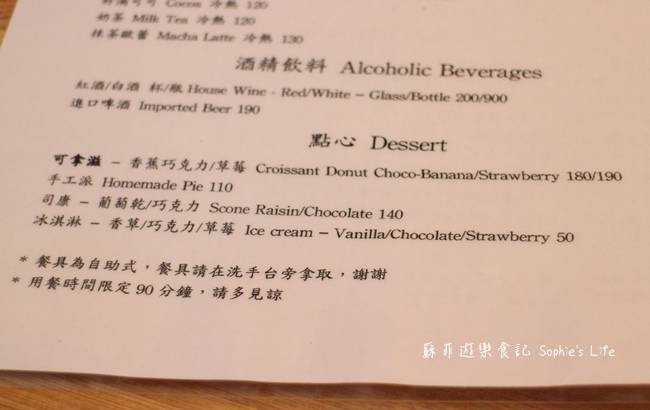 可可 Cocoa 冷熱 120
奶茶 Milk Tea 冷熱 120
抹茶歐蕾 Macha Latte 冷熱 130
酒精飲料 Alcoholic Beverages
紅酒/白酒 杯/瓶 House Wine - Red/White – Glass/Bottle 200/900
進口啤酒 Imported Beer 190
點心 Dessert
可拿滋 – 香蕉巧克力/草莓 Croissant Donut Choco-Banana/Strawberry 180/190
手工派 Homemade Pie 110
司康 – 葡萄乾/巧克力 Scone Raisin/Chocolate 140
冰淇淋 – 香草/巧克力/草莓 Ice cream – Vanilla/Chocolate/Strawberry 50
* 餐具為自助式，餐具請在洗手台旁拿取，謝謝
* 用餐時間限定 90 分鐘，請多見諒
蘇菲遊樂食記 Sophie's Life